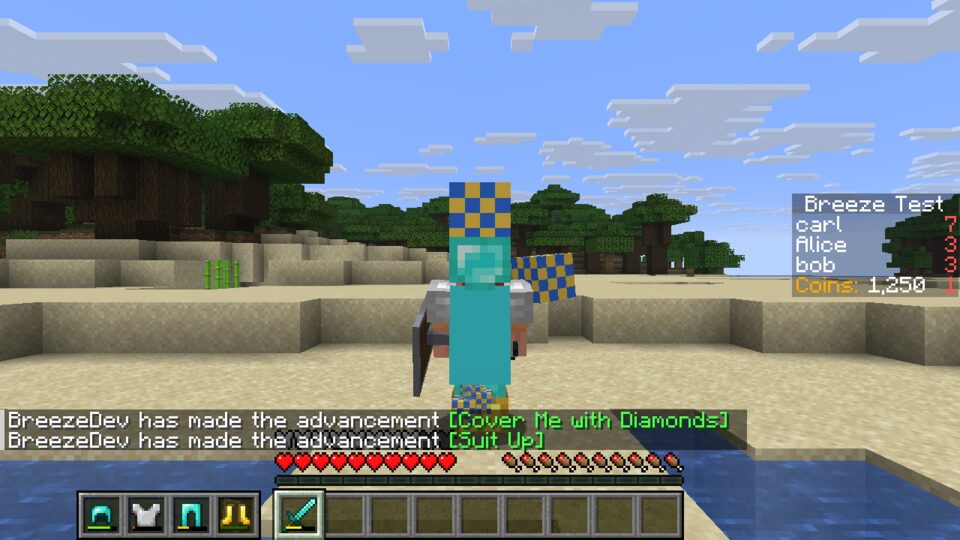 Breeze Test
carl 7
Alice 3
bob 3
Coins: 1,250 1
BreezeDev has made the advancement [Cover Me with Diamonds]
BreezeDev has made the advancement [Suit Up]